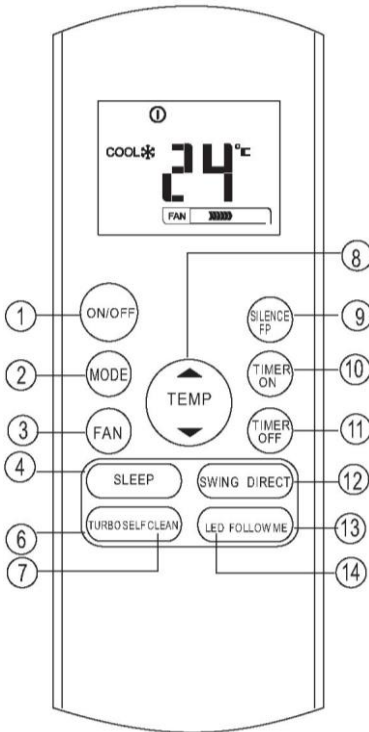 COOL
24°C
FAN
8
1
ON/OFF
SILENCE
FP
9
2
MODE
TEMP
TIMER
ON
10
3
FAN
TIMER
OFF
11
4
SLEEP
SWING DIRECT
12
6
TURBO SELF CLEAN
LED FOLLOW ME
13
7
14